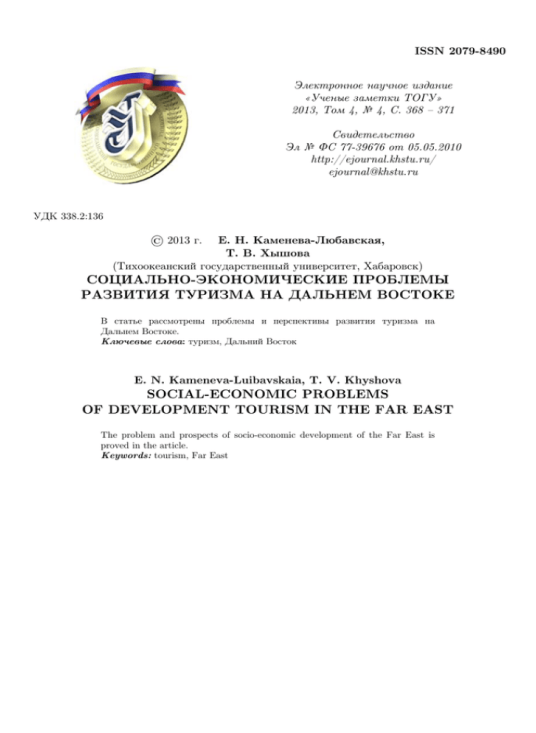 ISSN 2079-8490
Электронное научное издание
«Ученые заметки ТОГУ»
2013, Том 4, № 4, С. 368 – 371
Свидетельство
Эл № ФС 77-39676 от 05.05.2010
http://ejournal.khstu.ru/
ejournal@khstu.ru
УДК 338.2:136
© 2013 г. Е. Н. Каменева-Любавская,
Т. В. Хышова
(Тихоокеанский государственный университет, Хабаровск)
СОЦИАЛЬНО-ЭКОНОМИЧЕСКИЕ ПРОБЛЕМЫ
РАЗВИТИЯ ТУРИЗМА НА ДАЛЬНЕМ ВОСТОКЕ
В статье рассмотрены проблемы и перспективы развития туризма на
Дальнем Востоке.
Ключевые слова: туризм, Дальний Восток
E. N. Kameneva-Luibavskaia, T. V. Khyshova
SOCIAL-ECONOMIC PROBLEMS
OF DEVELOPMENT TOURISM IN THE FAR EAST
The problem and prospects of socio-economic development of the Far East is
proved in the article.
Keywords: tourism, Far East